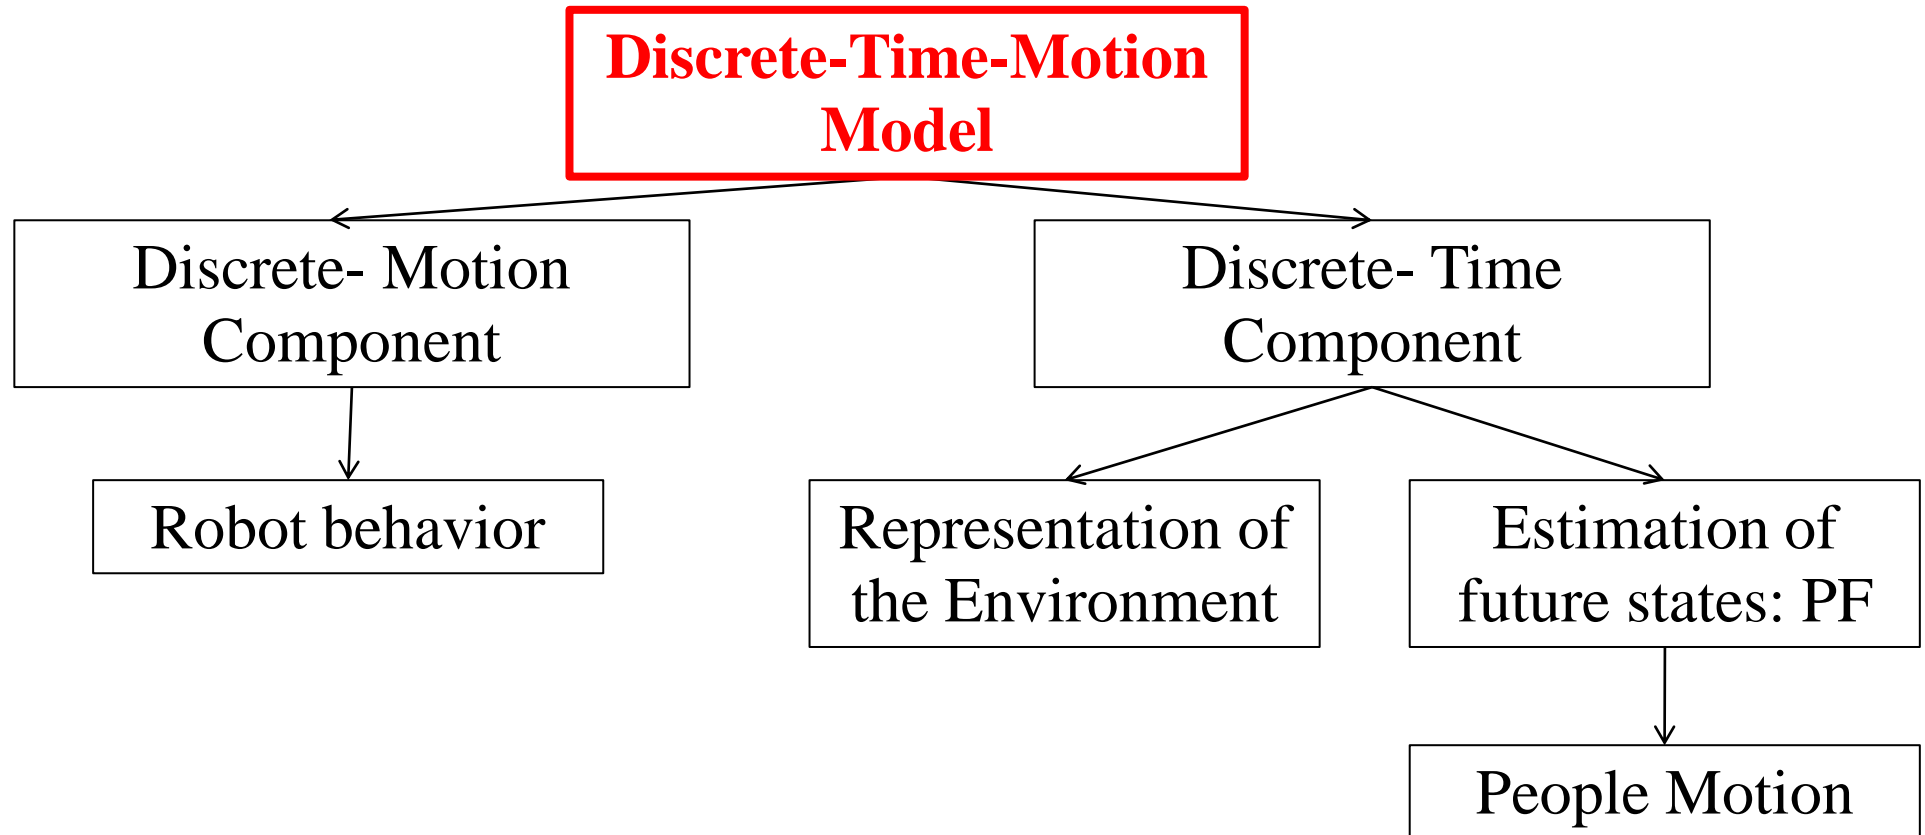 Discrete-Time-Motion
Model
Discrete- Motion
Component
Discrete- Time
Component
Robot behavior
Representation of
the Environment
Estimation of
future states: PF
People Motion